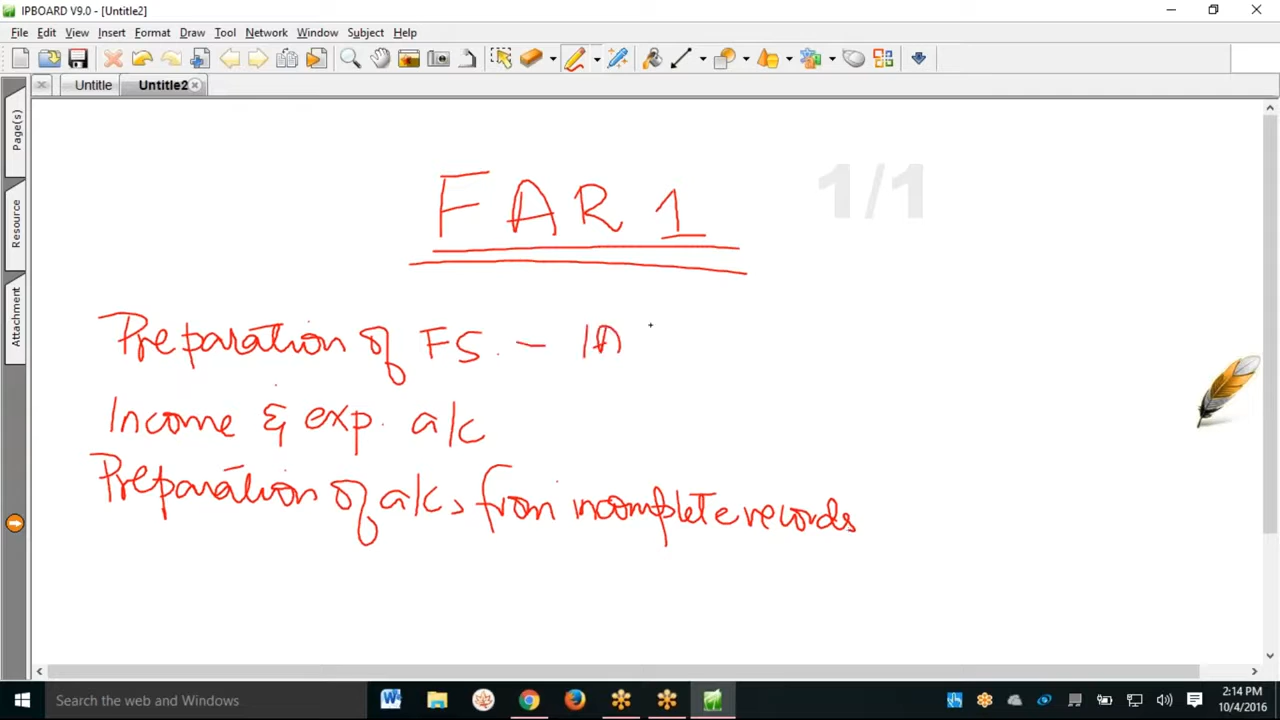 IPBOARD V9.0 - [Untitle2]
File Edit View Insert Format Draw Tool Network Window Subject Help
Untitle Untitle2
Page(s)
Resource
Attachment
1/1
FAR 1
Preparation of FS. - IA
Income & exp. a/c
Preparation of a/cs from incomplete records
Search the web and Windows
2:14 PM
10/4/2016